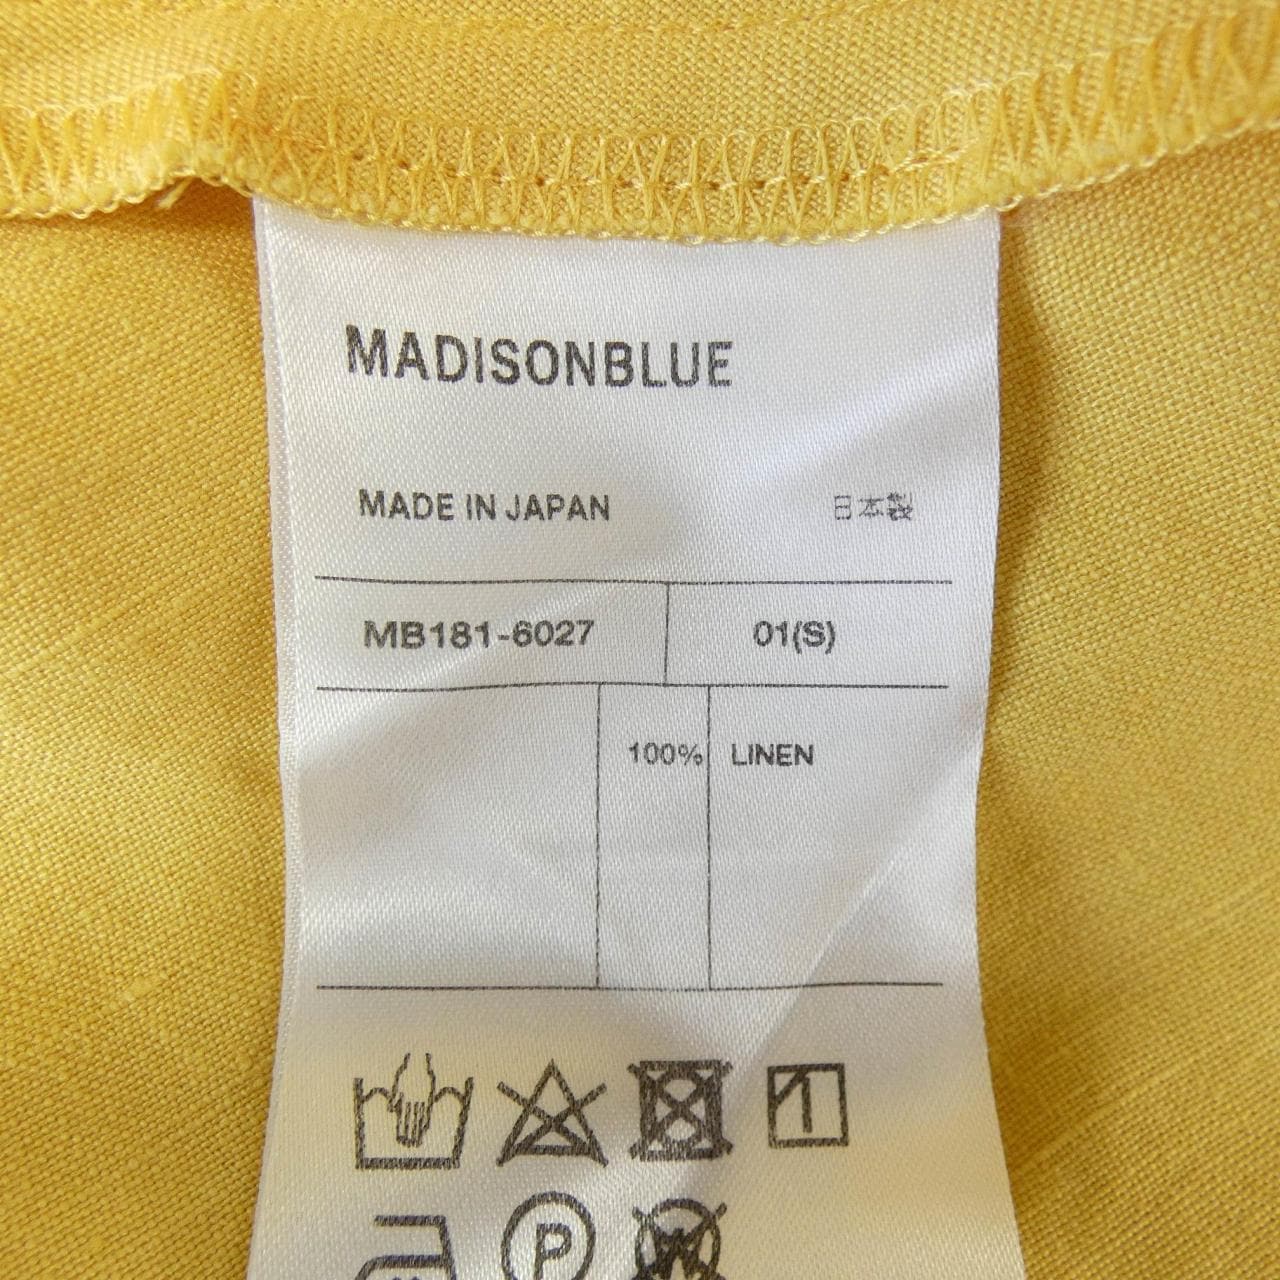 MADISONBLUE
MADE IN JAPAN 日本製
MB181-6027 01(S)
100% LINEN
P
W